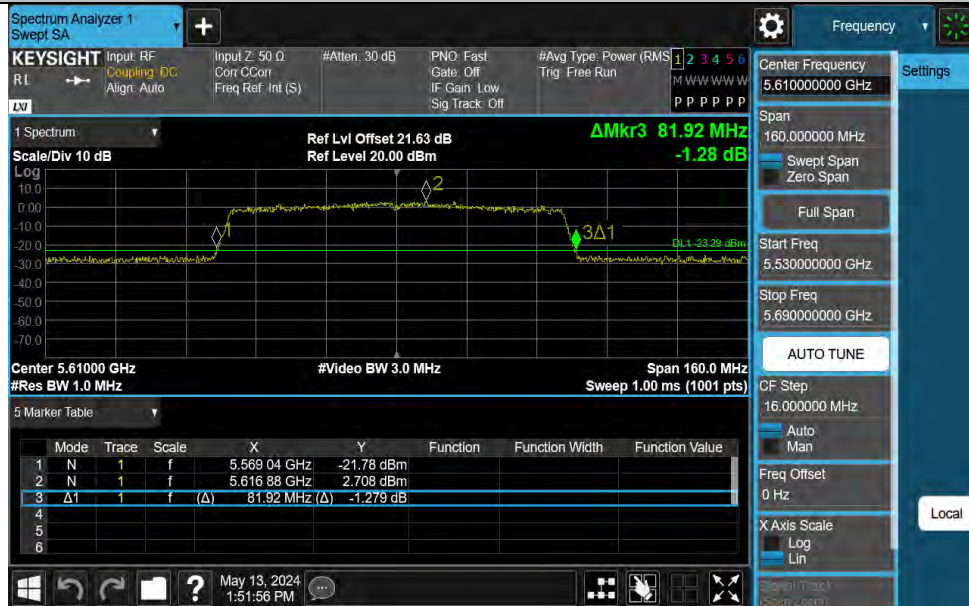 Spectrum Analyzer 1
Swept SA
+
Frequency
KEYSIGHT
RL
LXI
Input: RF
Coupling: DC
Align: Auto
Input Z: 50 Ω
Corr CCorr
Freq Ref: Int (S)
#Atten: 30 dB
PNO: Fast
Gate: Off
IF Gain: Low
Sig Track: Off
#Avg Type: Power (RMS
Trig: Free Run
1 2 3 4 5 6
M W W W W W
P P P P P P
1 Spectrum
Scale/Div 10 dB
Ref Lvl Offset 21.63 dB
Ref Level 20.00 dBm
ΔMkr3 81.92 MHz
-1.28 dB
Log
10.0
0.00
-10.0
-20.0
-30.0
-40.0
-50.0
-60.0
-70.0
1
2
3Δ1
DL1 -23.29 dBm
Center 5.61000 GHz
#Res BW 1.0 MHz
#Video BW 3.0 MHz
Span 160.0 MHz
Sweep 1.00 ms (1001 pts)
5 Marker Table
Mode Trace Scale X Y Function Function Width Function Value
1 N 1 f 5.569 04 GHz -21.78 dBm
2 N 1 f 5.616 88 GHz 2.708 dBm
3 Δ1 1 f (Δ) 81.92 MHz (Δ) -1.279 dB
4
5
6
?
May 13, 2024
1:51:56 PM
Center Frequency
5.610000000 GHz
Settings
Span
160.000000 MHz
Swept Span
Zero Span
Full Span
Start Freq
5.530000000 GHz
Stop Freq
5.690000000 GHz
AUTO TUNE
CF Step
16.000000 MHz
Auto
Man
Freq Offset
0 Hz
X Axis Scale
Log
Lin
Local
Signal Track
(Span Zoom)